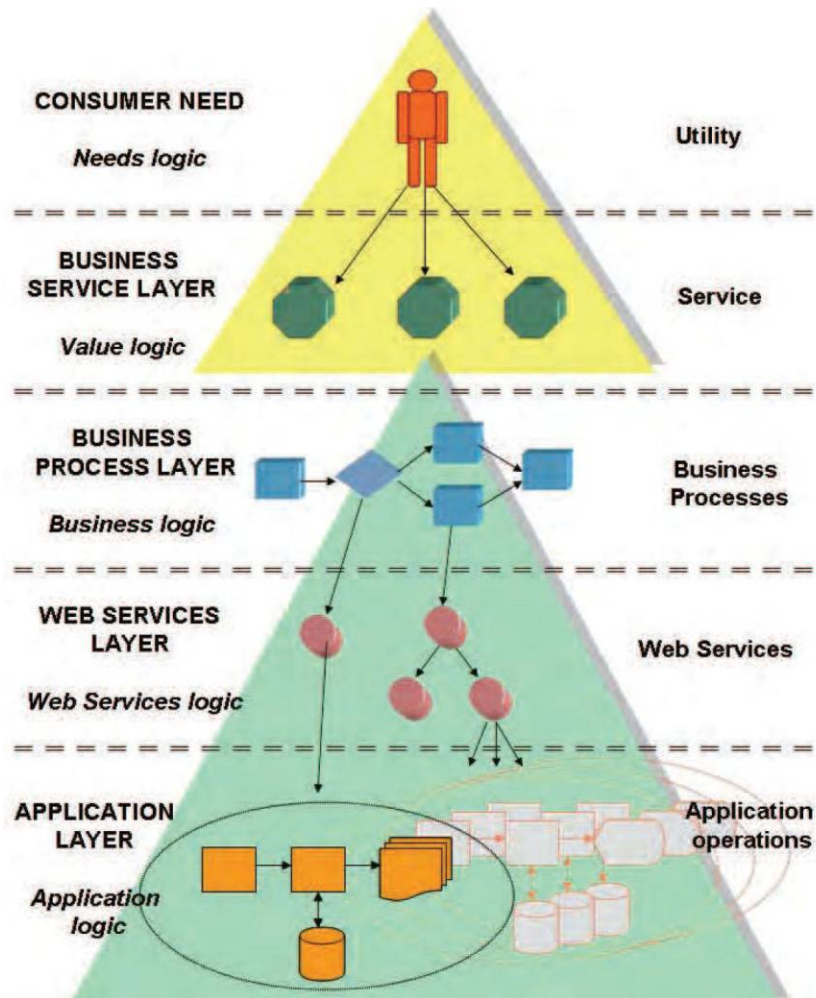 CONSUMER NEED
Needs logic
Utility
BUSINESS
SERVICE LAYER
Value logic
Service
BUSINESS
PROCESS LAYER
Business logic
Business
Processes
WEB SERVICES
LAYER
Web Services logic
Web Services
APPLICATION
LAYER
Application
logic
Application
operations